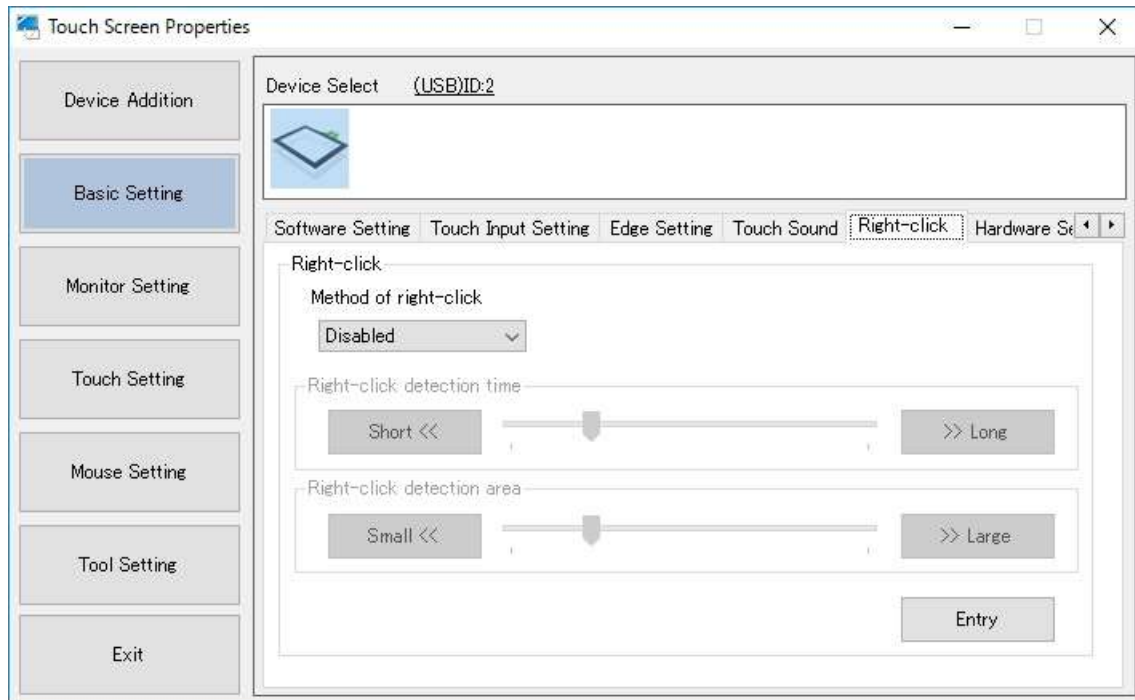 Touch Screen Properties
Device Addition
Basic Setting
Monitor Setting
Touch Setting
Mouse Setting
Tool Setting
Exit
Device Select (USB)ID:2
Software Setting Touch Input Setting Edge Setting Touch Sound Right-click Hardware Se
Right-click
Method of right-click
Disabled
Right-click detection time
Short << >> Long
Right-click detection area
Small << >> Large
Entry